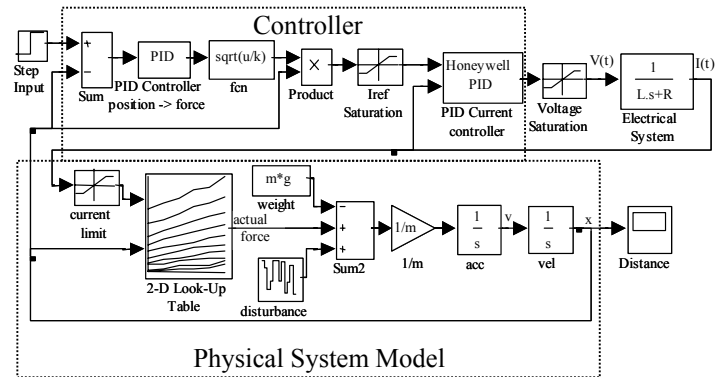 Controller
Step
Input
+
−
Sum
PID
PID Controller
position -> force
sqrt(u/k)
fcn
×
Product
Iref
Saturation
Honeywell
PID
PID Current
controller
Voltage
Saturation
V(t)
1
L.s+R
Electrical
System
I(t)
current
limit
2-D Look-Up
Table
actual
force
m*g
weight
disturbance
−
+
+
Sum2
1/m
1/m
1
s
acc
v
1
s
vel
x
Distance
Physical System Model